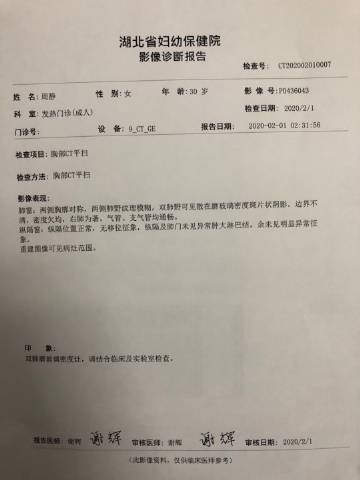 湖北省妇幼保健院
影像诊断报告
检查号: CT202002010007
姓 名: 周静 性 别: 女 年 龄: 30 岁 影 像 号: P0436043
科 室: 发热门诊(成人) 检查日期: 2020/2/1
门诊号: 设 备: 9_CT_GE 报告日期: 2020-02-01 02:31:56
检查项目: 胸部CT平扫
检查方法: 胸部CT平扫
影像表现:
肺窗: 两侧胸廓对称, 两侧肺野纹理模糊, 双肺野可见散在磨玻璃密度斑片状阴影, 边界不
清, 密度欠均, 右肺为著。气管、支气管均通畅。
纵隔窗: 纵隔位置正常, 无移位征象, 纵隔及肺门未见异常肿大淋巴结。余未见明显异常征
象。
重建图像可见病灶范围。
印 象:
双肺磨玻璃密度灶, 请结合临床及实验室检查。
报告医师: 谢辉 谢辉 审核医师: 谢辉 谢辉 审核日期: 2020/2/1
(此影像资料, 仅供临床医师参考)